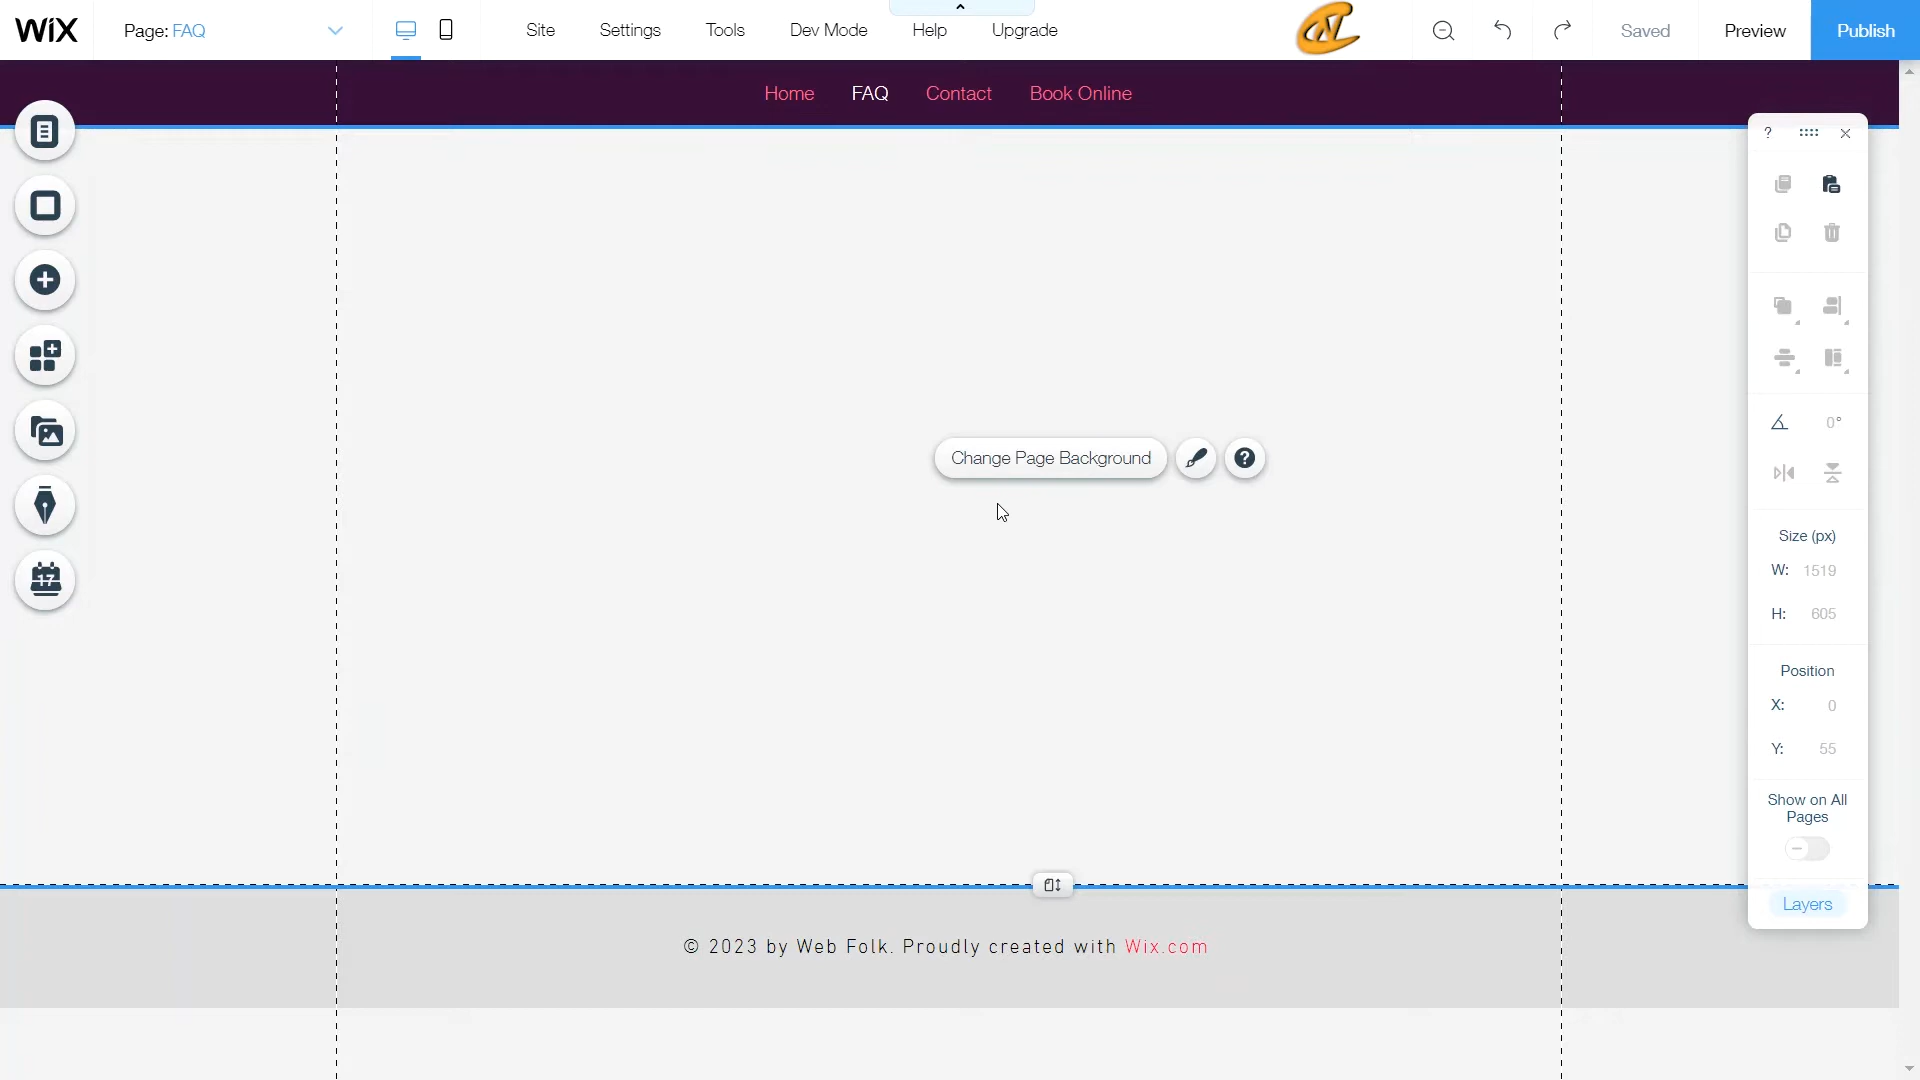 WiX Page: FAQ Site Settings Tools Dev Mode Help Upgrade Saved Preview Publish
Home FAQ Contact Book Online
?
17
Change Page Background ?
0°
Size (px)
W: 1519
H: 605
Position
X: 0
Y: 55
Show on All
Pages
Layers
© 2023 by Web Folk. Proudly created with Wix.com